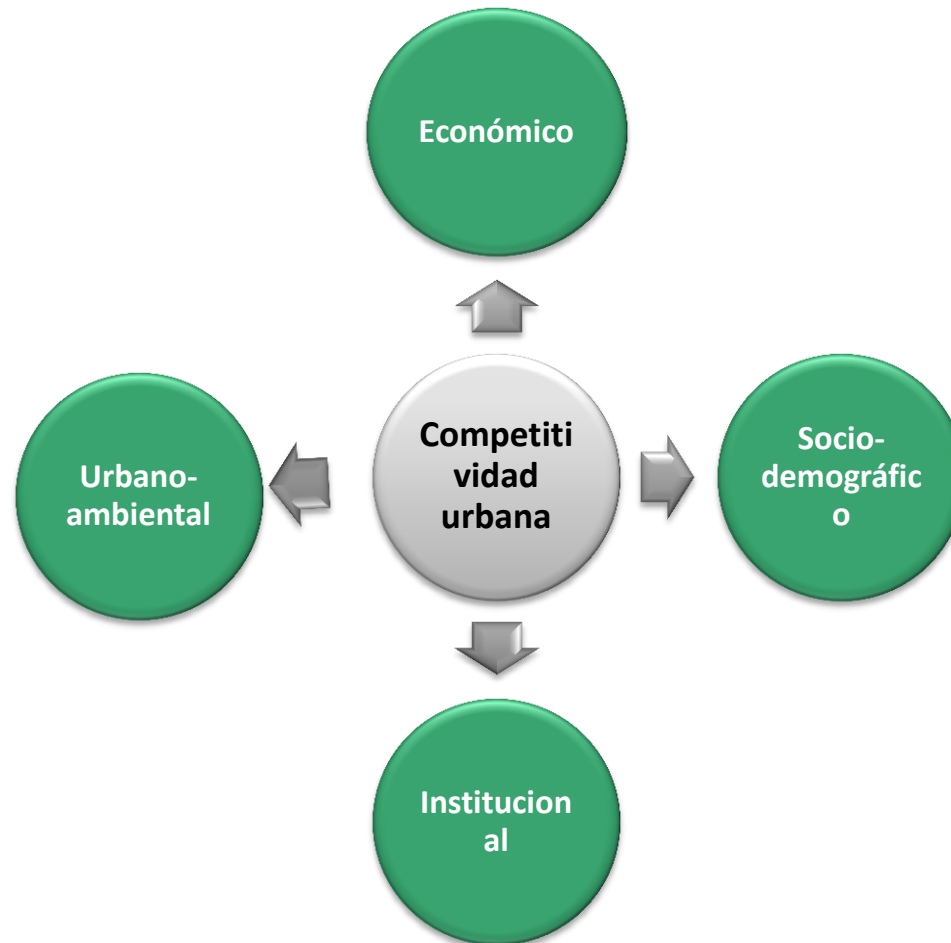 Económico
Urbano-
ambiental
Competiti
vidad
urbana
Socio-
demográfic
o
Institucion
al